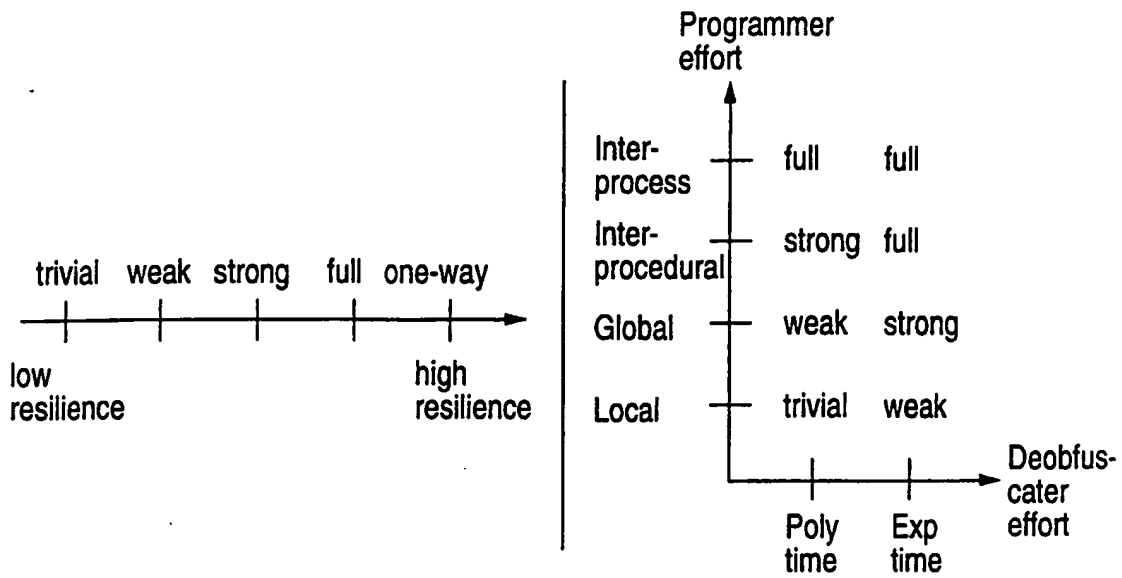 trivial weak strong full one-way
low
resilience
high
resilience
Programmer
effort
Inter-
process
full full
Inter-
procedural
strong full
Global
weak strong
Local
trivial weak
Deobfus-
cater
effort
Poly
time
Exp
time